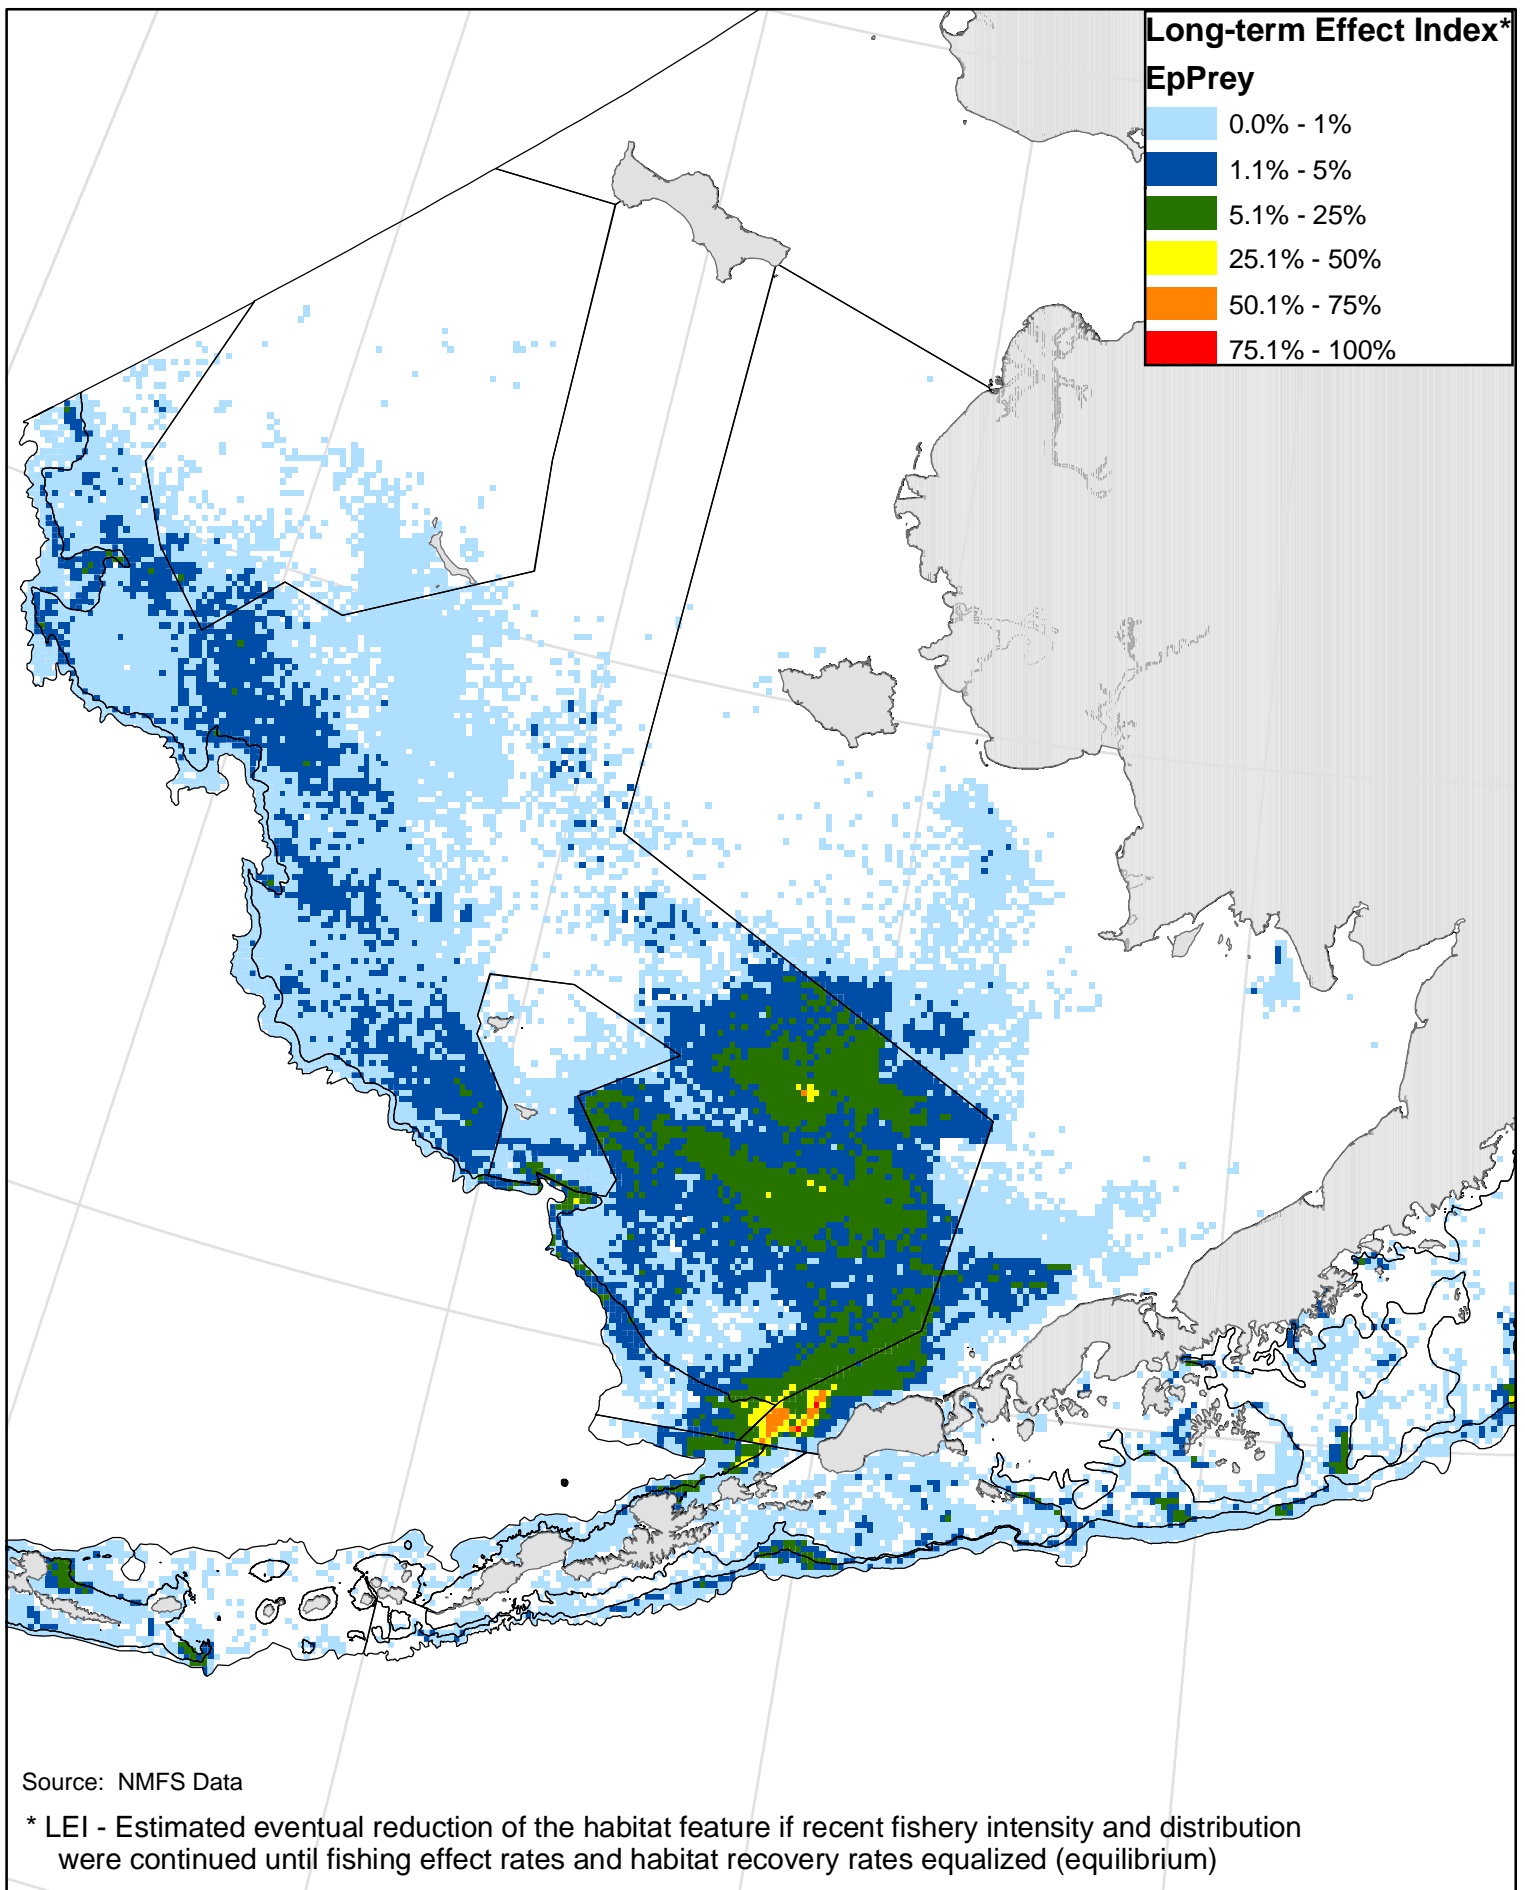 Long-term Effect Index*
EpPrey
0.0% - 1%
1.1% - 5%
5.1% - 25%
25.1% - 50%
50.1% - 75%
75.1% - 100%
Source: NMFS Data
* LEI - Estimated eventual reduction of the habitat feature if recent fishery intensity and distribution
were continued until fishing effect rates and habitat recovery rates equalized (equilibrium)